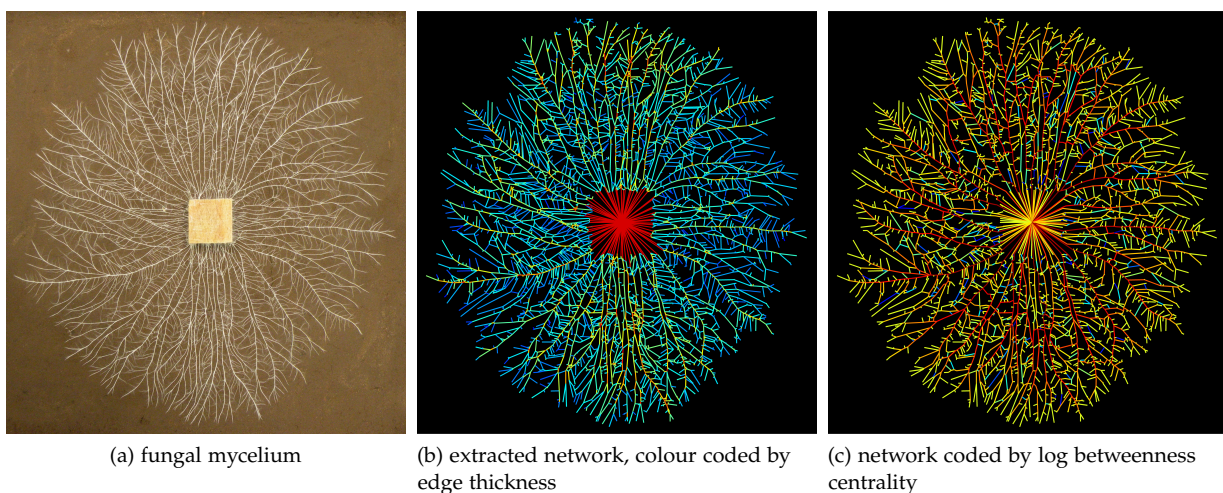 (a) fungal mycelium
(b) extracted network, colour coded by
edge thickness
(c) network coded by log betweenness
centrality